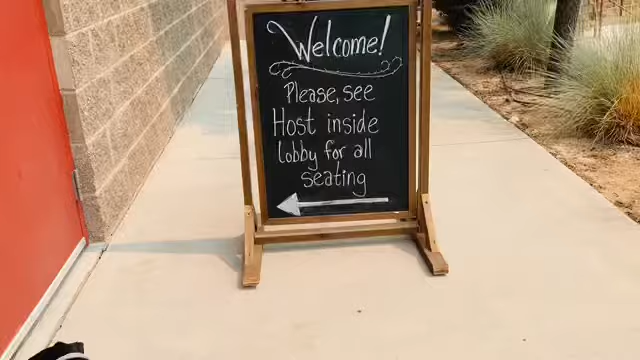 Welcome!
Please, see
Host inside
lobby for all
seating